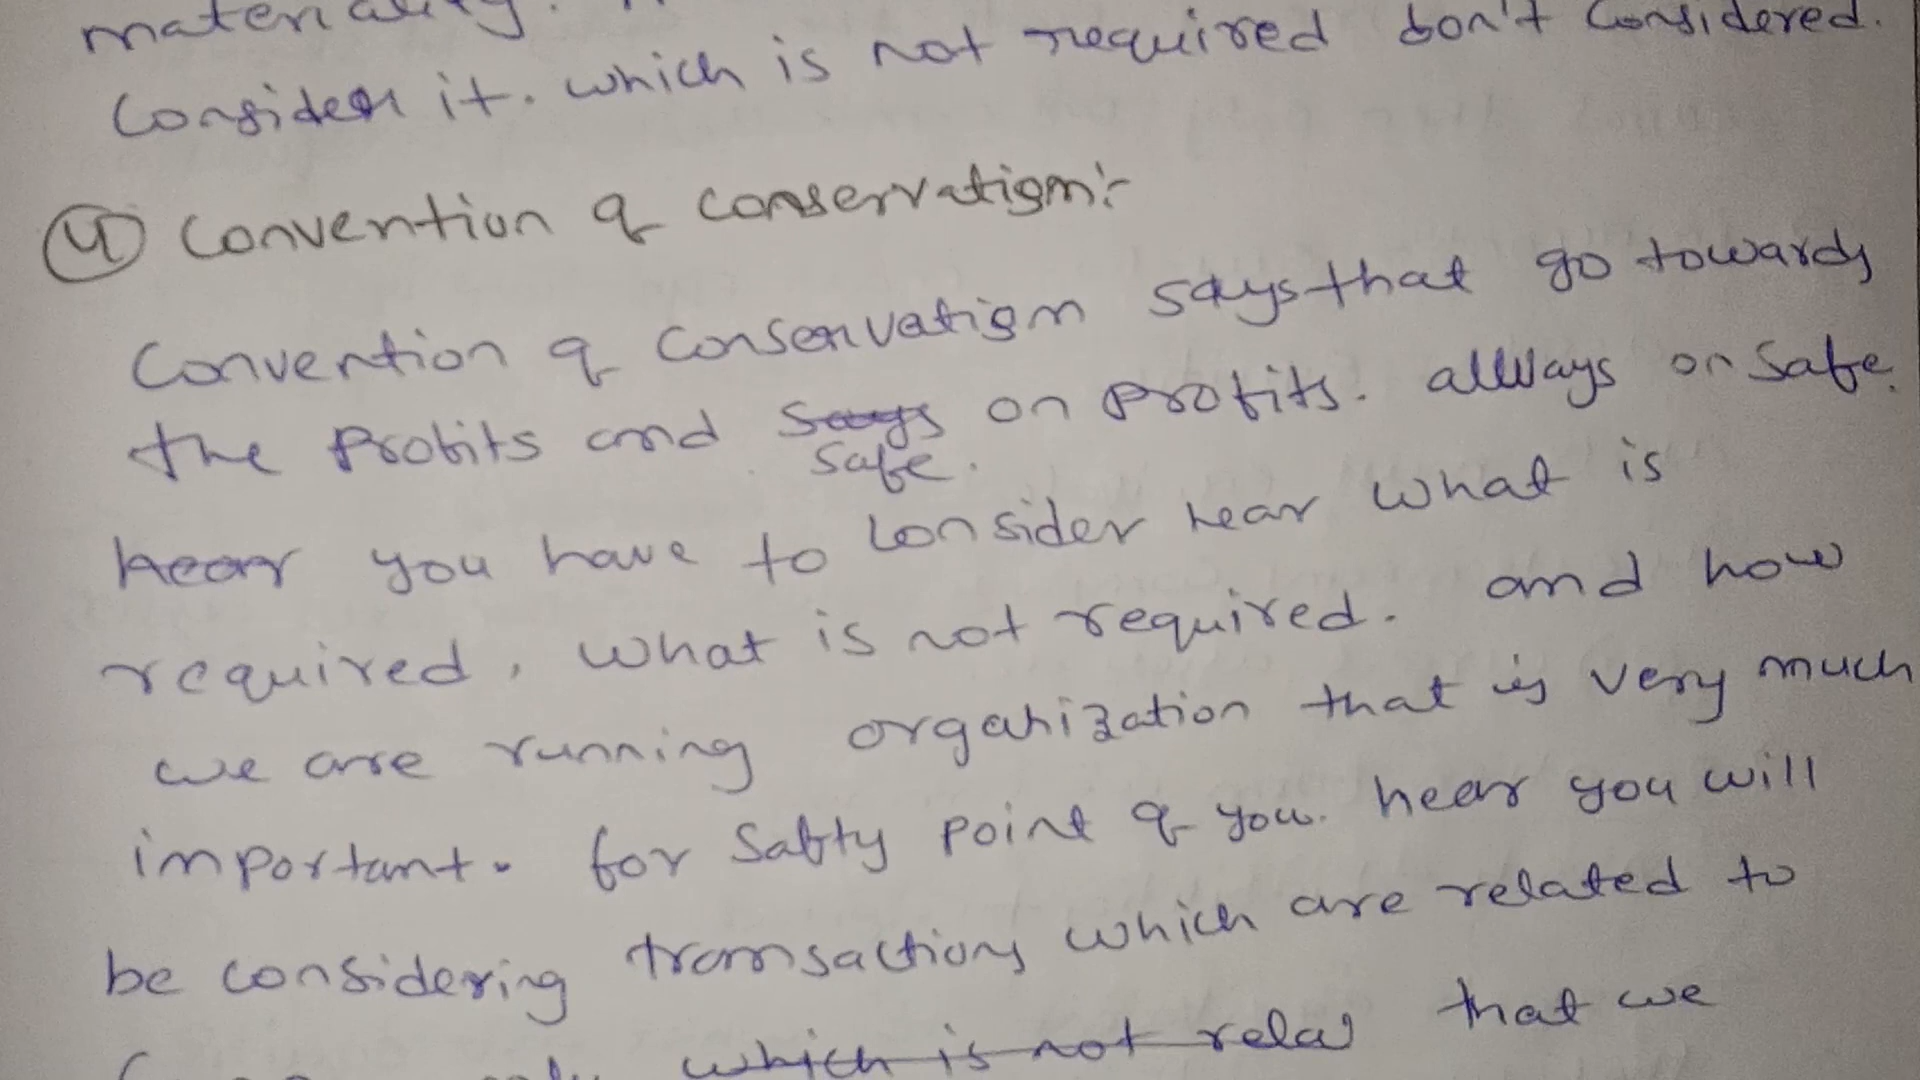 materiality.
Consider it. which is not required don't Considered.
④ Convention of conservatism:-
Convention of Conservatism says that go towards
the Profits and says on Profits. allways on Safe.
Safe.
hear you have to Consider hear what is
required, what is not required. and how
we are running organization that is very much
important. for Safty point of you. hear you will
be considering transactions which are related to
which is not rela that we